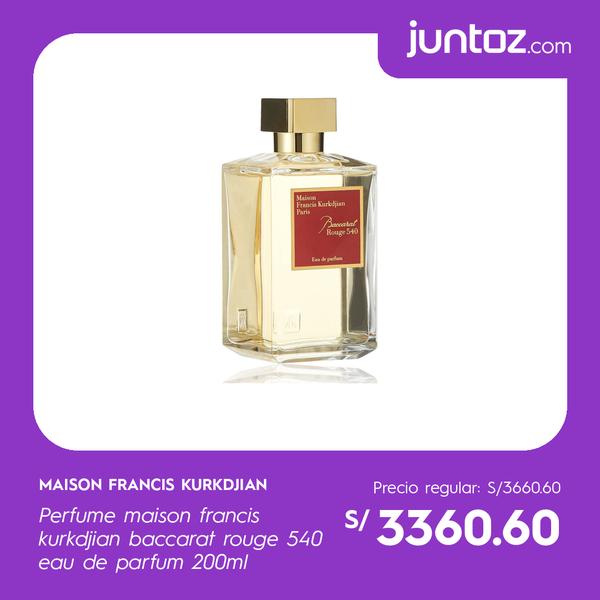 juntoz.com
Maison
Francis Kurkdjian
Paris
Baccarat
Rouge 540
Eau de parfum
MAISON FRANCIS KURKDJIAN
Perfume maison francis
kurkdjian baccarat rouge 540
eau de parfum 200ml
Precio regular: S/3660.60
S/ 3360.60